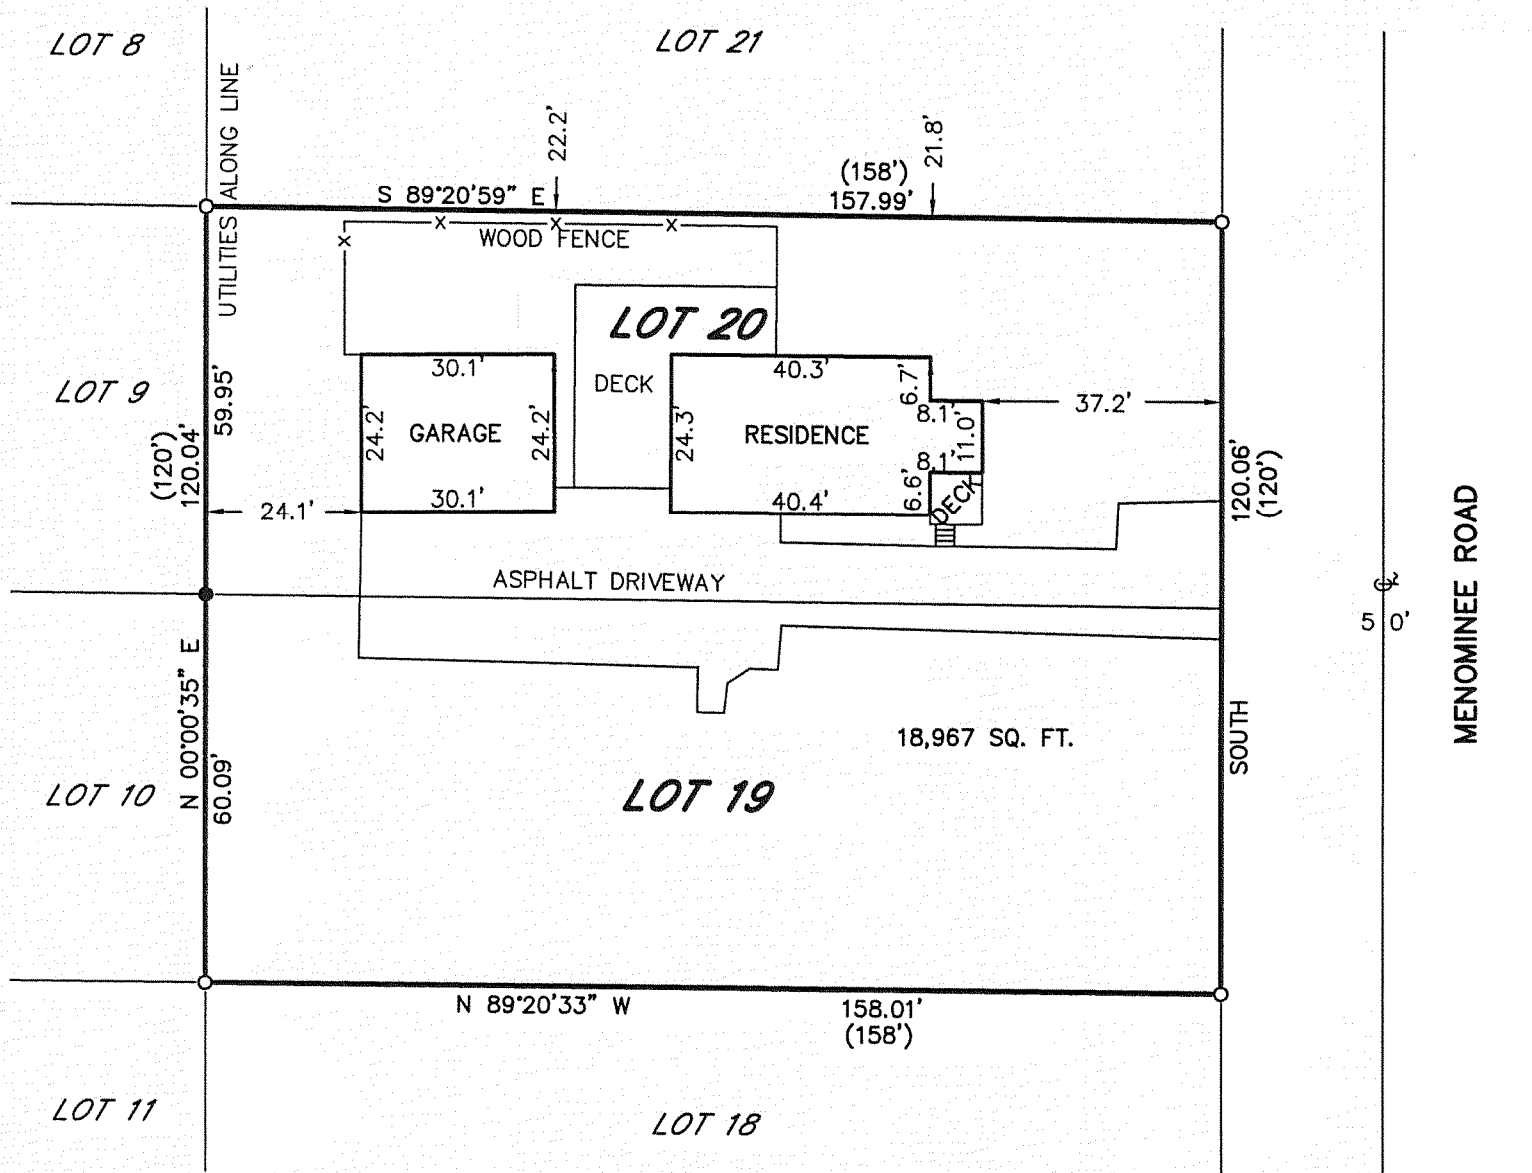 LOT 8
LOT 21
UTILITIES ALONG LINE
22.2'
21.8'
(158')
157.99'
S 89°20'59" E
X X X X
WOOD FENCE
LOT 20
LOT 9
59.95'
(120')
120.04'
30.1'
24.2'
GARAGE
24.2'
30.1'
24.1'
DECK
40.3'
24.3'
RESIDENCE
6.7'
8.1'
11.0'
8.1'
6.6'
40.4'
DECK
37.2'
120.06'
(120')
ASPHALT DRIVEWAY
50'
MENOMINEE ROAD
N 00°00'35" E
60.09'
LOT 10
18,967 SQ. FT.
LOT 19
SOUTH
N 89°20'33" W
158.01'
(158')
LOT 11
LOT 18